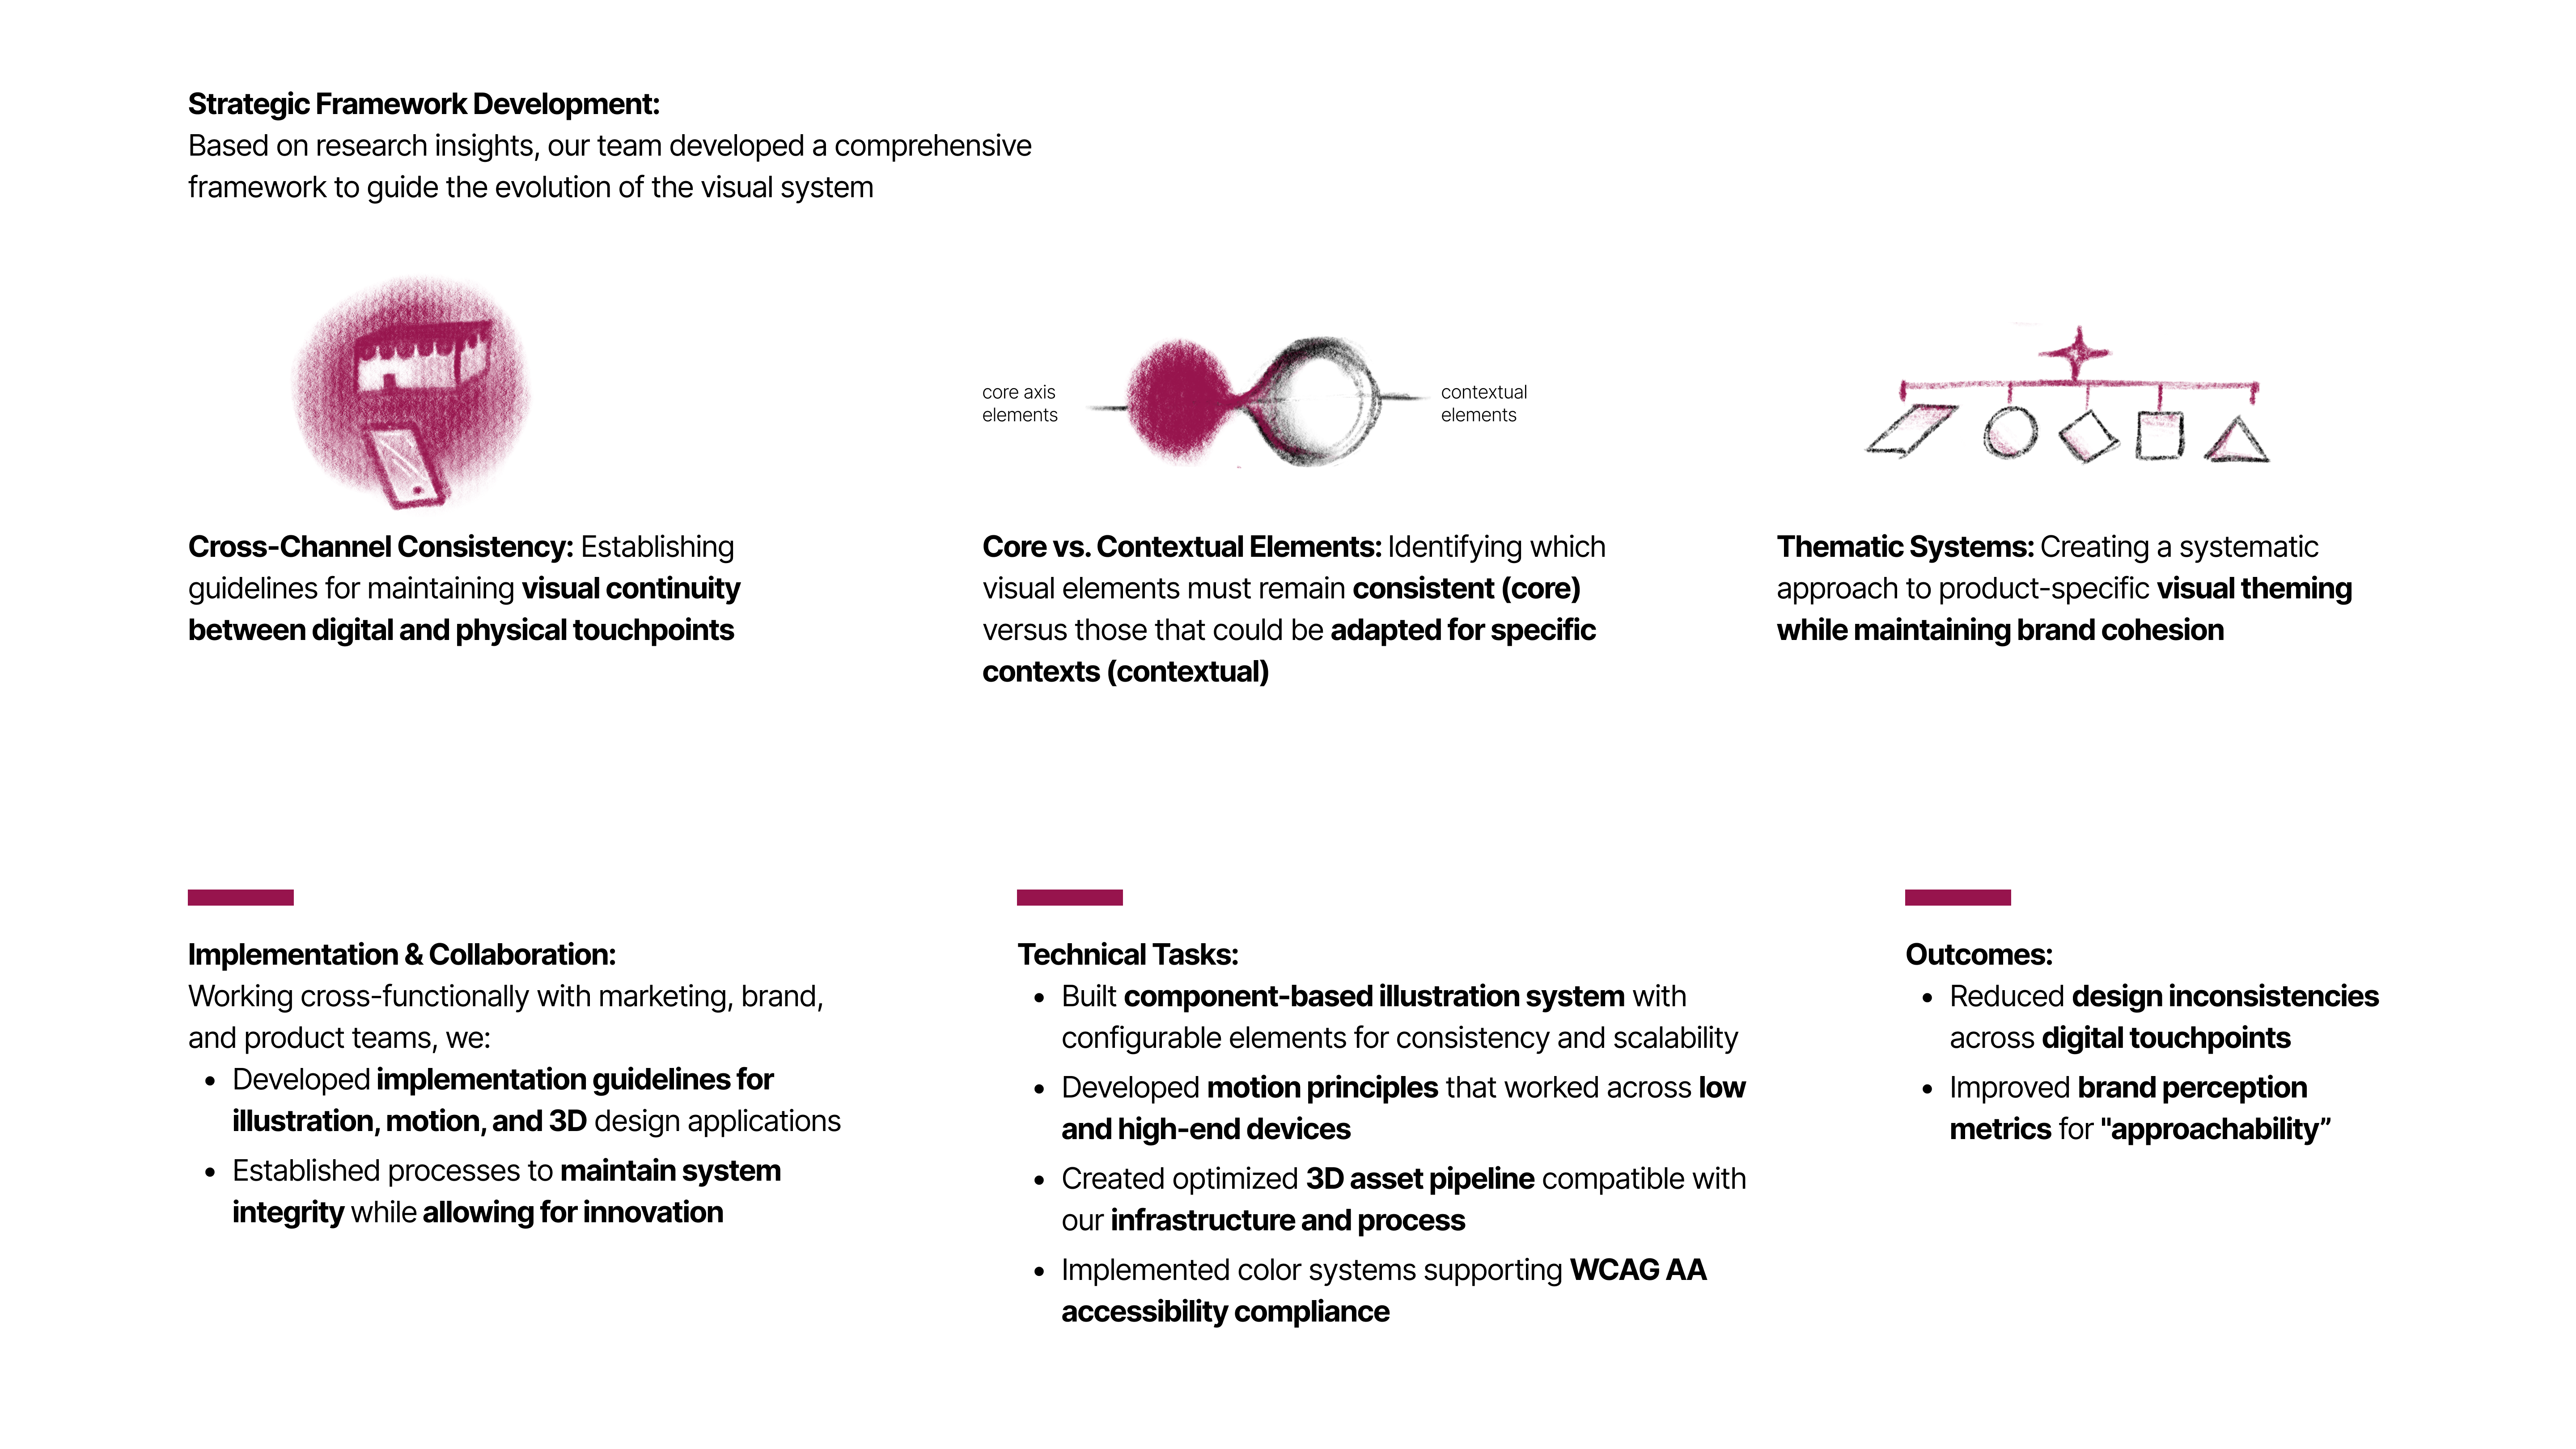 Strategic Framework Development:
Based on research insights, our team developed a comprehensive
framework to guide the evolution of the visual system
core axis
elements
contextual
elements
Cross-Channel Consistency: Establishing
guidelines for maintaining visual continuity
between digital and physical touchpoints
Core vs. Contextual Elements: Identifying which
visual elements must remain consistent (core)
versus those that could be adapted for specific
contexts (contextual)
Thematic Systems: Creating a systematic
approach to product-specific visual theming
while maintaining brand cohesion
Implementation & Collaboration:
Working cross-functionally with marketing, brand,
and product teams, we:
• Developed implementation guidelines for
illustration, motion, and 3D design applications
• Established processes to maintain system
integrity while allowing for innovation
Technical Tasks:
• Built component-based illustration system with
configurable elements for consistency and scalability
• Developed motion principles that worked across low
and high-end devices
• Created optimized 3D asset pipeline compatible with
our infrastructure and process
• Implemented color systems supporting WCAG AA
accessibility compliance
Outcomes:
• Reduced design inconsistencies
across digital touchpoints
• Improved brand perception
metrics for "approachability”